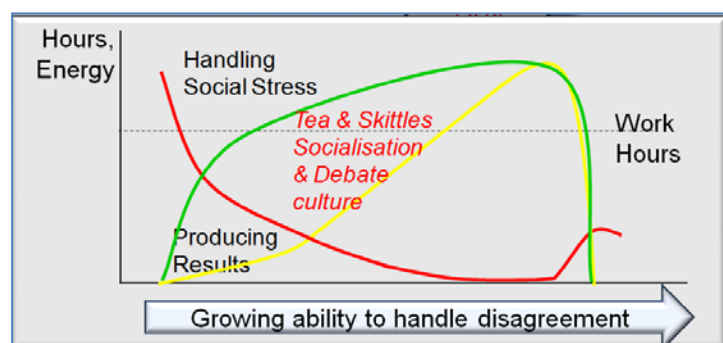 Hours,
Energy
Handling
Social Stress
Tea & Skittles
Socialisation
& Debate
culture
Work
Hours
Producing
Results
Growing ability to handle disagreement